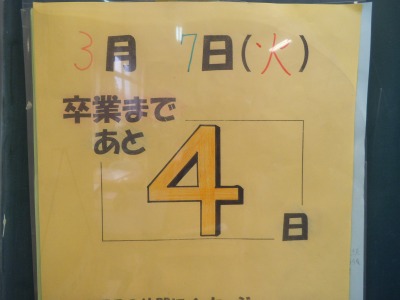 3月 7日(火)
卒業まで
あと
4
日